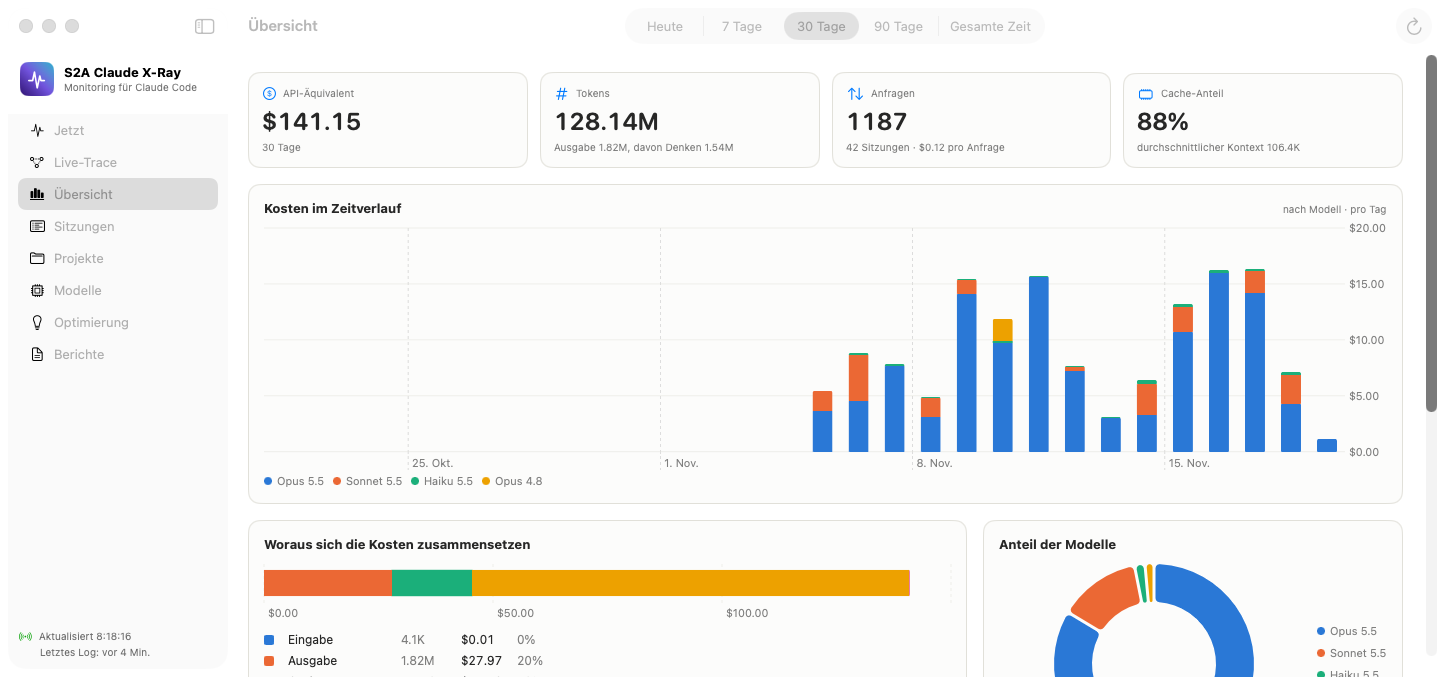 Übersicht
Heute
7 Tage
30 Tage
90 Tage
Gesamte Zeit
S2A Claude X-Ray
Monitoring für Claude Code
Jetzt
Live-Trace
Übersicht
Sitzungen
Projekte
Modelle
Optimierung
Berichte
Aktualisiert 8:18:16
Letztes Log: vor 4 Min.
API-Äquivalent
$141.15
30 Tage
Tokens
128.14M
Ausgabe 1.82M, davon Denken 1.54M
Anfragen
1187
42 Sitzungen · $0.12 pro Anfrage
Cache-Anteil
88%
durchschnittlicher Kontext 106.4K
Kosten im Zeitverlauf
nach Modell · pro Tag
$20.00
$15.00
$10.00
$5.00
$0.00
25. Okt.
1. Nov.
8. Nov.
15. Nov.
Opus 5.5
Sonnet 5.5
Haiku 5.5
Opus 4.8
Woraus sich die Kosten zusammensetzen
$0.00
$50.00
$100.00
Eingabe 4.1K $0.01 0%
Ausgabe 1.82M $27.97 20%
Anteil der Modelle
Opus 5.5
Sonnet 5.5
Haiku 5.5